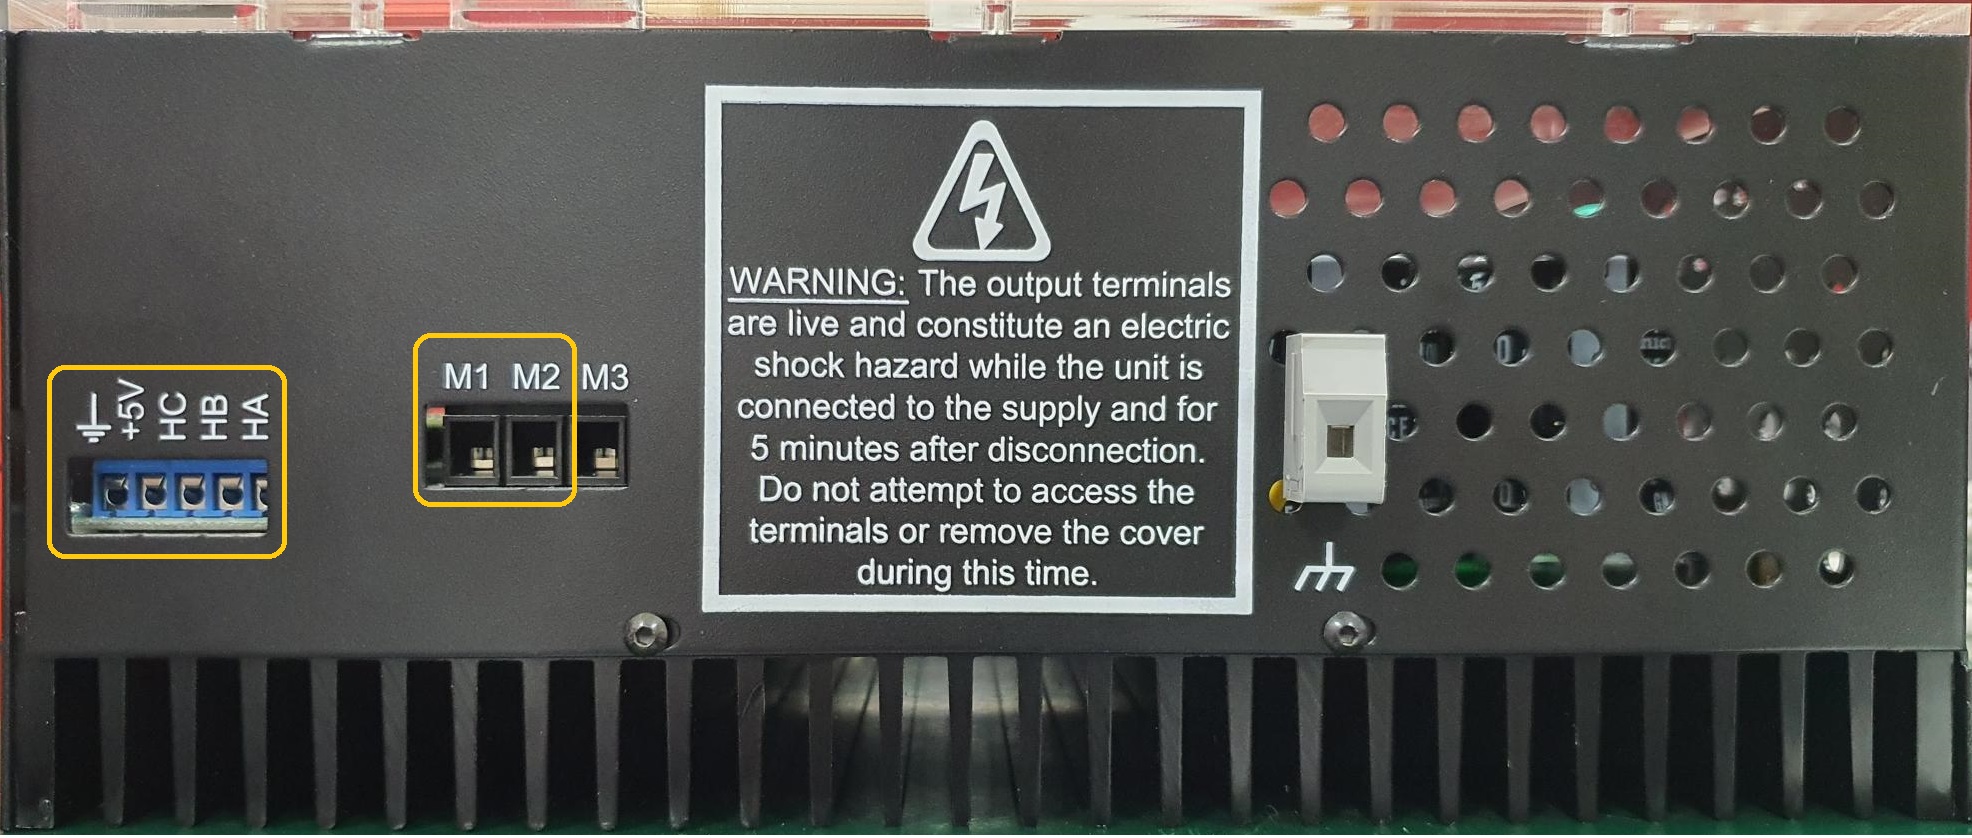 +5V
HC
HB
HA
M1 M2 M3
WARNING: The output terminals
are live and constitute an electric
shock hazard while the unit is
connected to the supply and for
5 minutes after disconnection.
Do not attempt to access the
terminals or remove the cover
during this time.